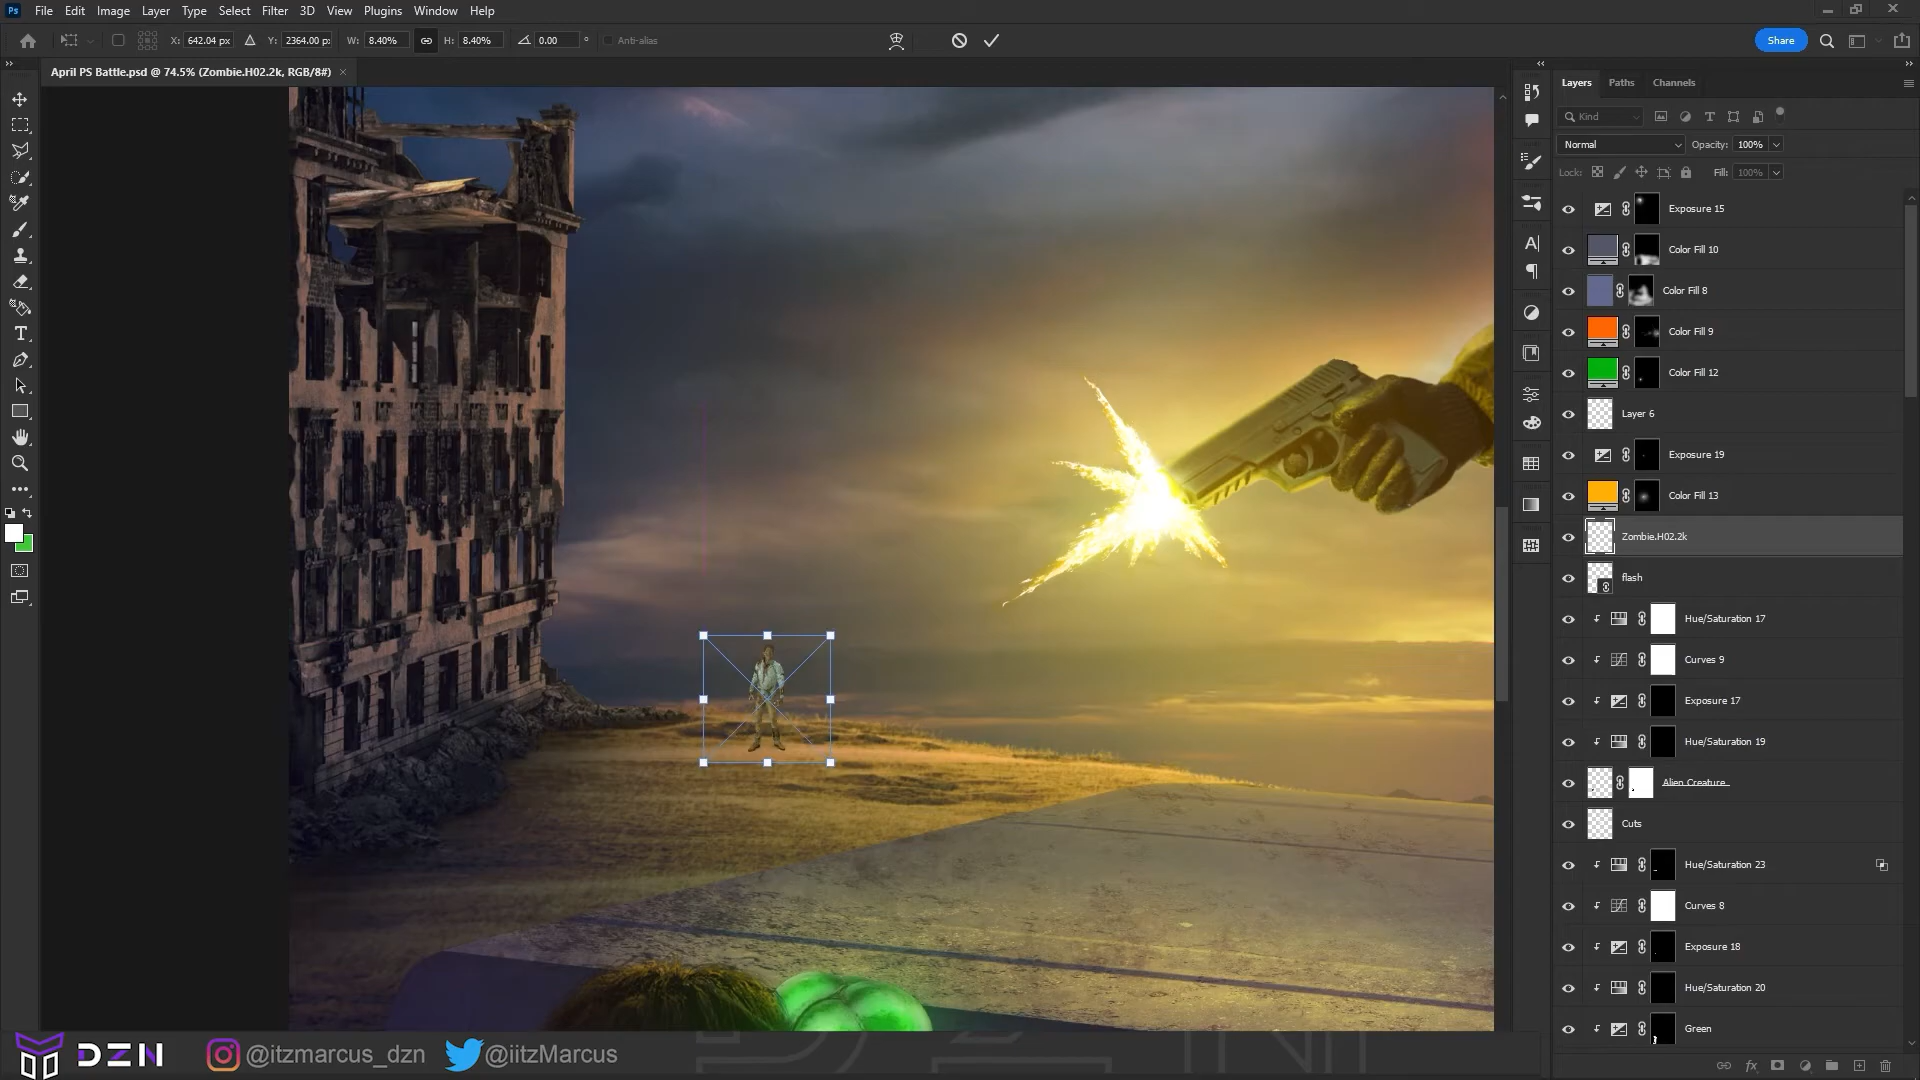 Ps File Edit Image Layer Type Select Filter 3D View Plugins Window Help
X: 642.04 px Y: 2364.00 px W: 8.40% H: 8.40% 0.00 ° Anti-alias Share
April PS Battle.psd @ 74.5% (Zombie.H02.2k, RGB/8#) ×
Layers Paths Channels
Kind
Normal Opacity: 100%
Lock: Fill: 100%
Exposure 15
Color Fill 10
Color Fill 8
Color Fill 9
Color Fill 12
Layer 6
Exposure 19
Color Fill 13
Zombie.H02.2k
flash
Hue/Saturation 17
Curves 9
Exposure 17
Hue/Saturation 19
Alien Creature
Cuts
Hue/Saturation 23
Curves 8
Exposure 18
Hue/Saturation 20
Green
DZN @itzmarcus_dzn @iitzMarcus